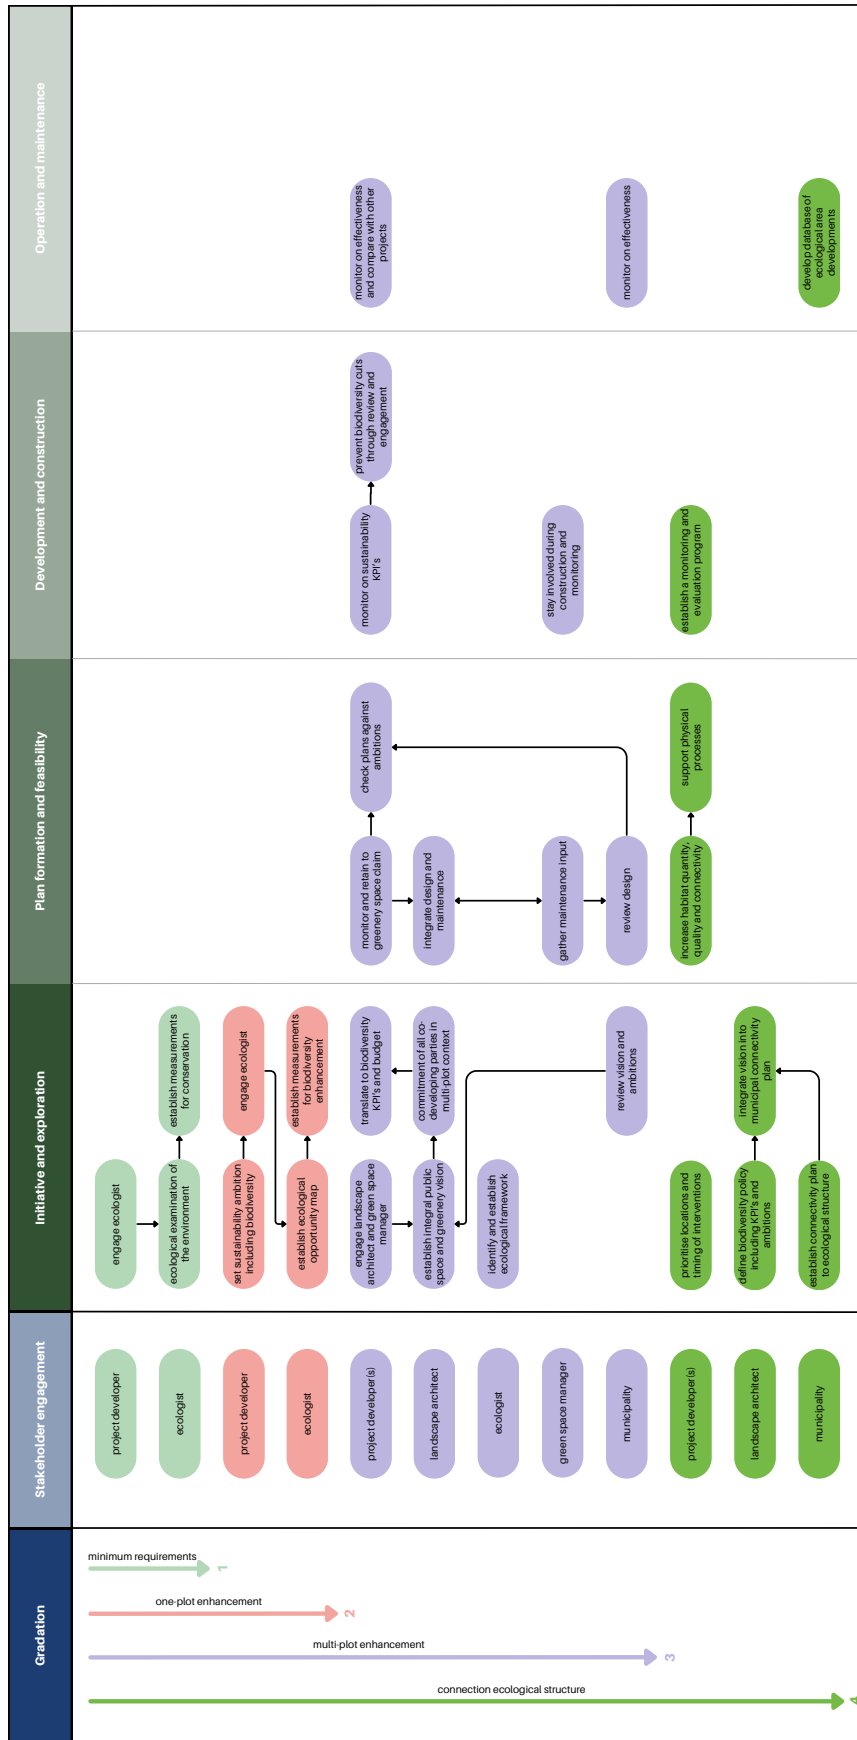 Gradation
Stakeholder engagement
Initiative and exploration
Plan formation and feasibility
Development and construction
Operation and maintenance
minimum requirements
1
one-plot enhancement
2
multi-plot enhancement
3
connection ecological structure
4
project developer
engage ecologist
ecologist
ecological examination of
the environment
establish measurements
for conservation
project developer
set sustainability ambition
including biodiversity
engage ecologist
ecologist
establish ecological
opportunity map
establish measurements
for biodiversity
enhancement
project developer(s)
engage landscape
architect and green space
manager
translate to biodiversity
KPI's and budget
monitor and retain to
greenery space claim
check plans against
ambitions
monitor on sustainability
KPI's
prevent biodiversity cuts
through review and
engagement
monitor on effectiveness
and compare with other
projects
landscape architect
establish integral public
space and greenery vision
commitment of all co-
developing parties in
multi-plot context
integrate design and
maintenance
ecologist
identify and establish
ecological framework
green space manager
gather maintenance input
stay involved during
construction and
monitoring
municipality
review vision and
ambitions
review design
monitor on effectiveness
project developer(s)
prioritise locations and
timing of interventions
increase habitat quantity,
quality and connectivity
support physical
processes
establish a monitoring and
evaluation program
landscape architect
define biodiversity policy
including KPI's and
ambitions
integrate vision into
municipal connectivity
plan
municipality
establish connectivity plan
to ecological structure
develop database of
ecological area
developments